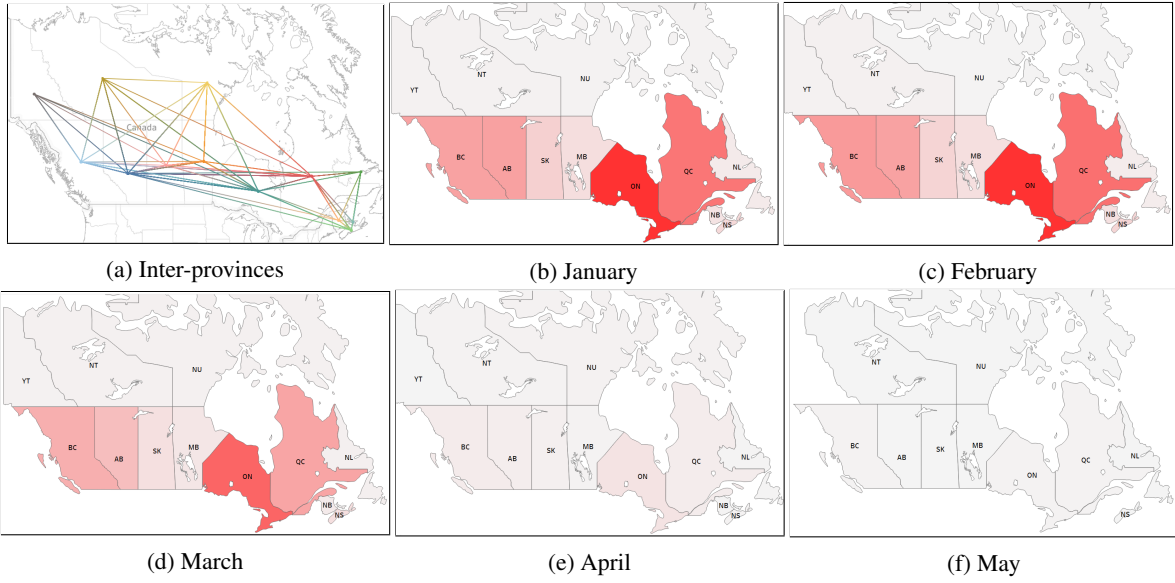 Canada
(a) Inter-provinces
YT
NT
NU
BC
AB
SK
MB
ON
QC
NL
NB
NS
(b) January
YT
NT
NU
BC
AB
SK
MB
ON
QC
NL
NB
NS
(c) February
YT
NT
NU
BC
AB
SK
MB
ON
QC
NL
NB
NS
(d) March
YT
NT
NU
BC
AB
SK
MB
ON
QC
NL
NB
NS
(e) April
YT
NT
NU
BC
AB
SK
MB
ON
QC
NL
NB
NS
(f) May